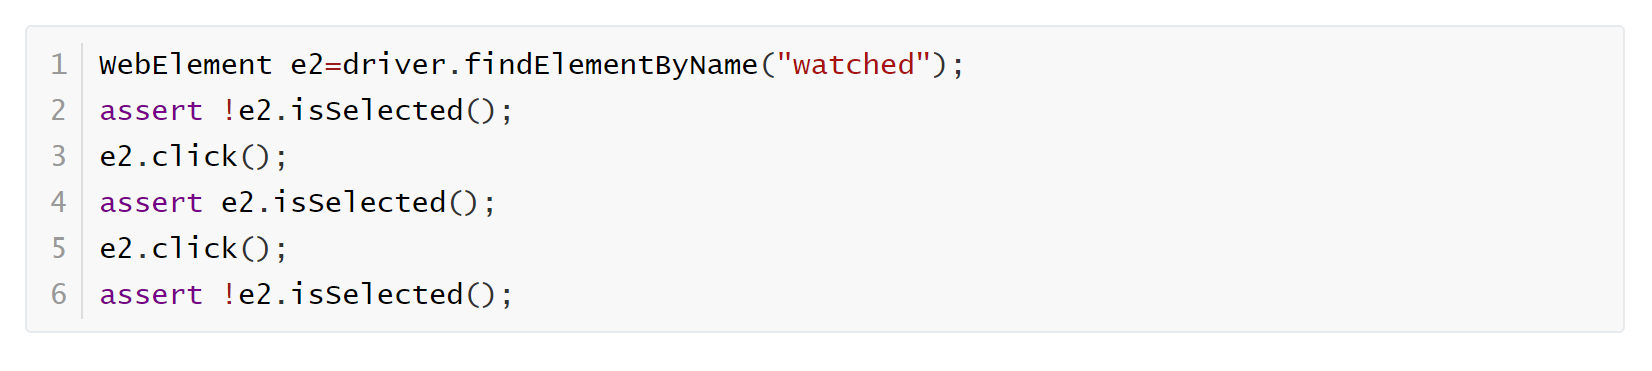 1 WebElement e2=driver.findElementByName("watched");
2 assert !e2.isSelected();
3 e2.click();
4 assert e2.isSelected();
5 e2.click();
6 assert !e2.isSelected();